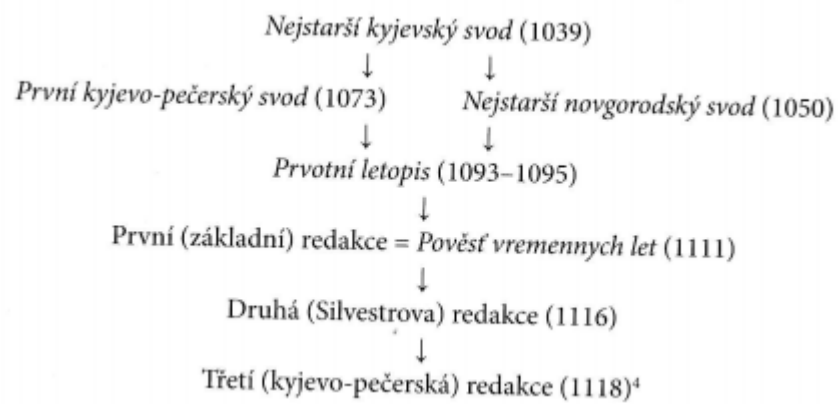 Nejstarší kyjevský svod (1039)
↓ ↓
První kyjevo-pečerský svod (1073) Nejstarší novgorodský svod (1050)
↓ ↓
Prvotní letopis (1093–1095)
↓
První (základní) redakce = Pověsť vremennych let (1111)
↓
Druhá (Silvestrova) redakce (1116)
↓
Třetí (kyjevo-pečerská) redakce (1118)⁴